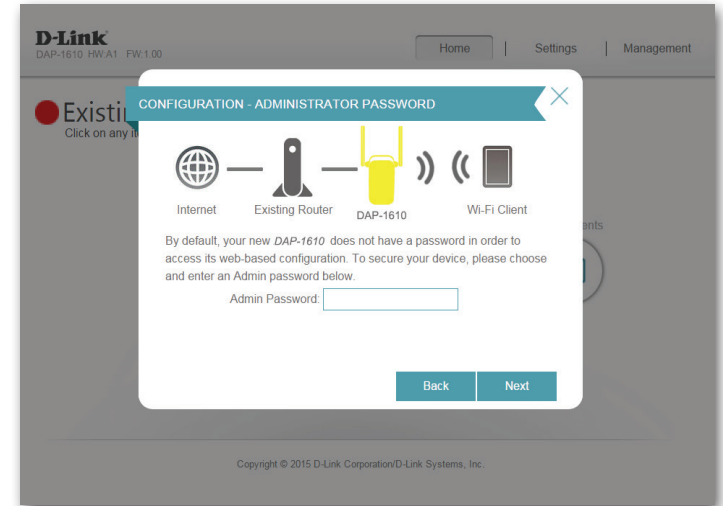 D-Link
DAP-1610 HW:A1 FW:1.00
Home | Settings | Management
CONFIGURATION - ADMINISTRATOR PASSWORD
Existi
Click on any it
Internet
Existing Router
DAP-1610
Wi-Fi Client
ents
By default, your new DAP-1610 does not have a password in order to
access its web-based configuration. To secure your device, please choose
and enter an Admin password below.
Admin Password:
Back
Next
Copyright © 2015 D-Link Corporation/D-Link Systems, Inc.